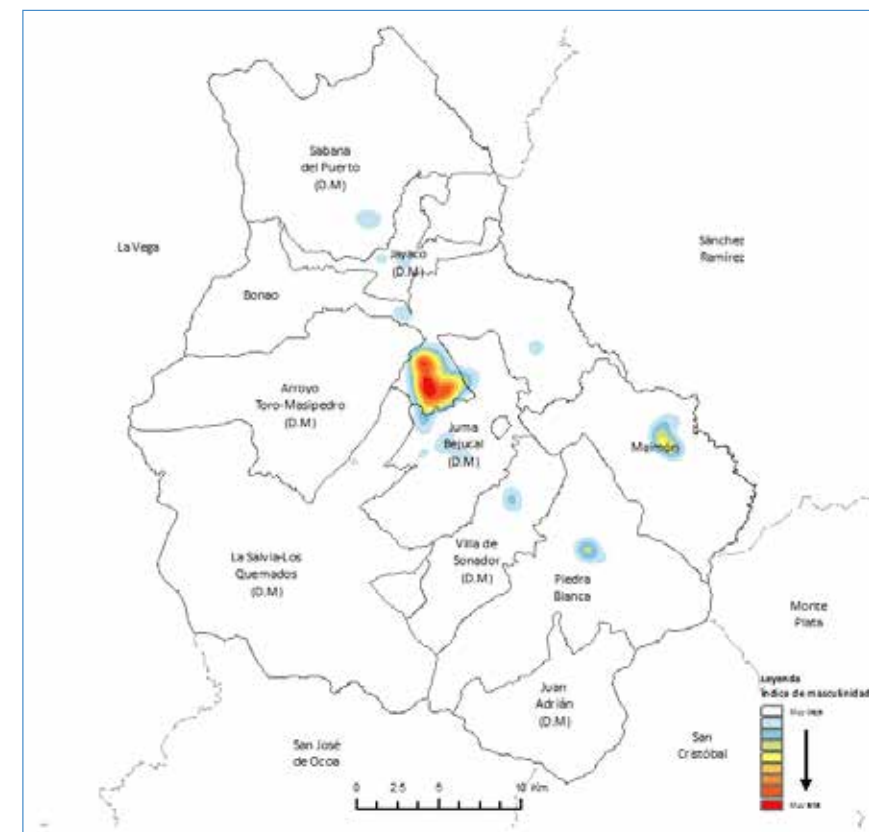 Sabana
del Puerto
(D.M)
La Vega
Sánchez
Ramírez
Jayaco
(D.M)
Bonao
Arroyo
Toro-Masipedro
(D.M)
Juma
Bejucal
(D.M)
Maimón
La Salvia-Los
Quemados
(D.M)
Villa de
Sonador
(D.M)
Piedra
Blanca
Monte
Plata
Juan
Adrián
(D.M)
San José
de Ocoa
San
Cristóbal
Leyenda
Índice de masculinidad
Muy
Muy
0 2.5 5 10 Km